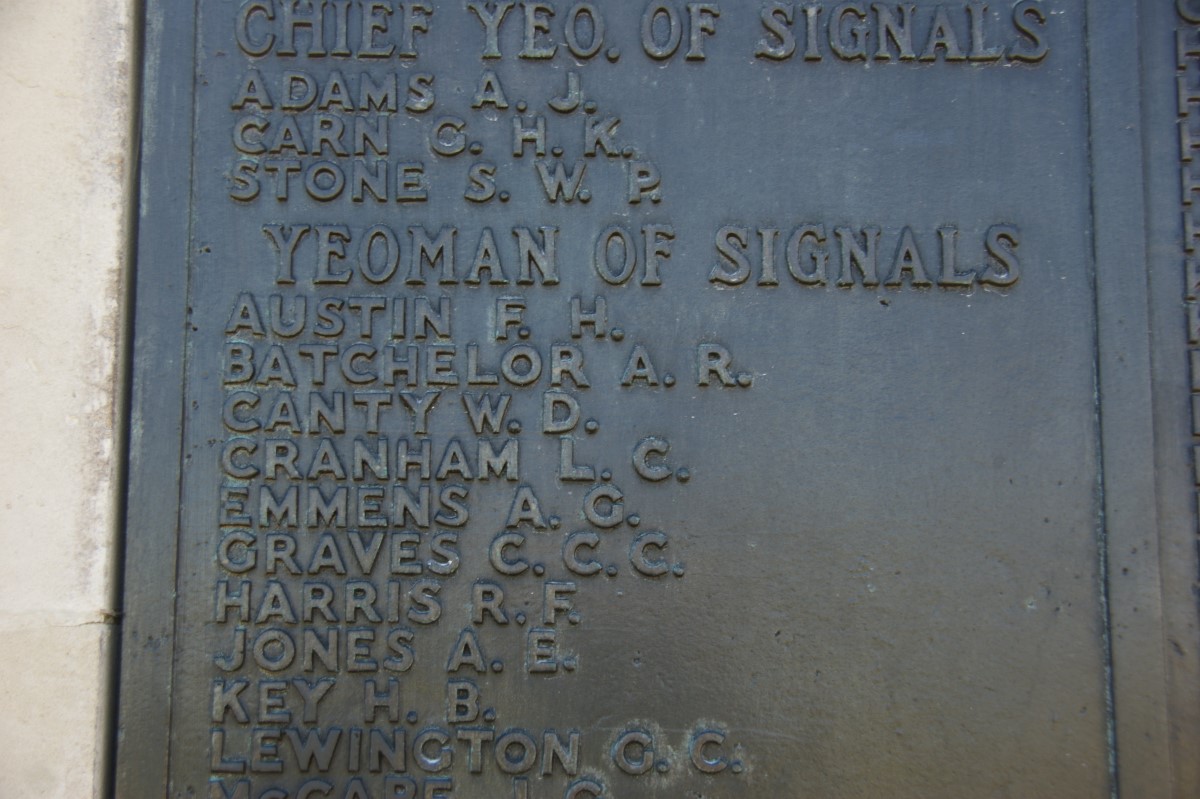 CHIEF YEO. OF SIGNALS
ADAMS A. J.
CARN G. H. K.
STONE S. W. P.
YEOMAN OF SIGNALS
AUSTIN F. H.
BATCHELOR A. R.
CANTY W. D.
CRANHAM L. C.
EMMENS A. G.
GRAVES C. C. C.
HARRIS R. F.
JONES A. E.
KEY H. B.
LEWINGTON G. C.